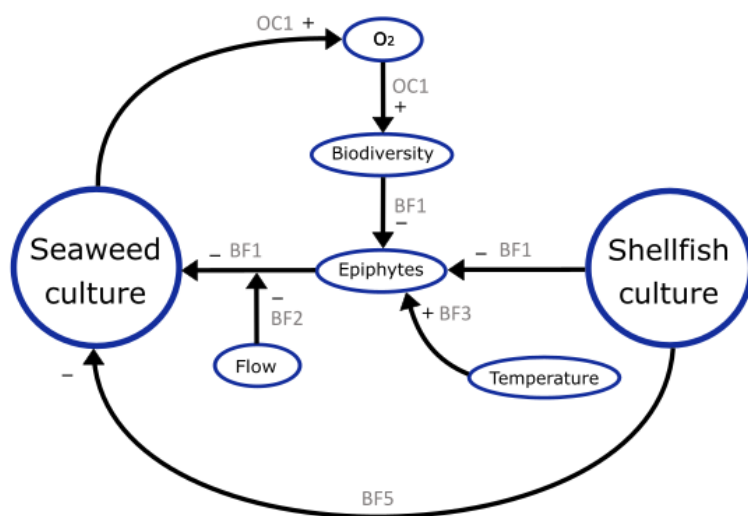 OC1 +
O₂
OC1
+
Biodiversity
BF1
−
Seaweed
culture
− BF1
Epiphytes
− BF1
Shellfish
culture
−
BF2
+ BF3
Flow
Temperature
−
BF5